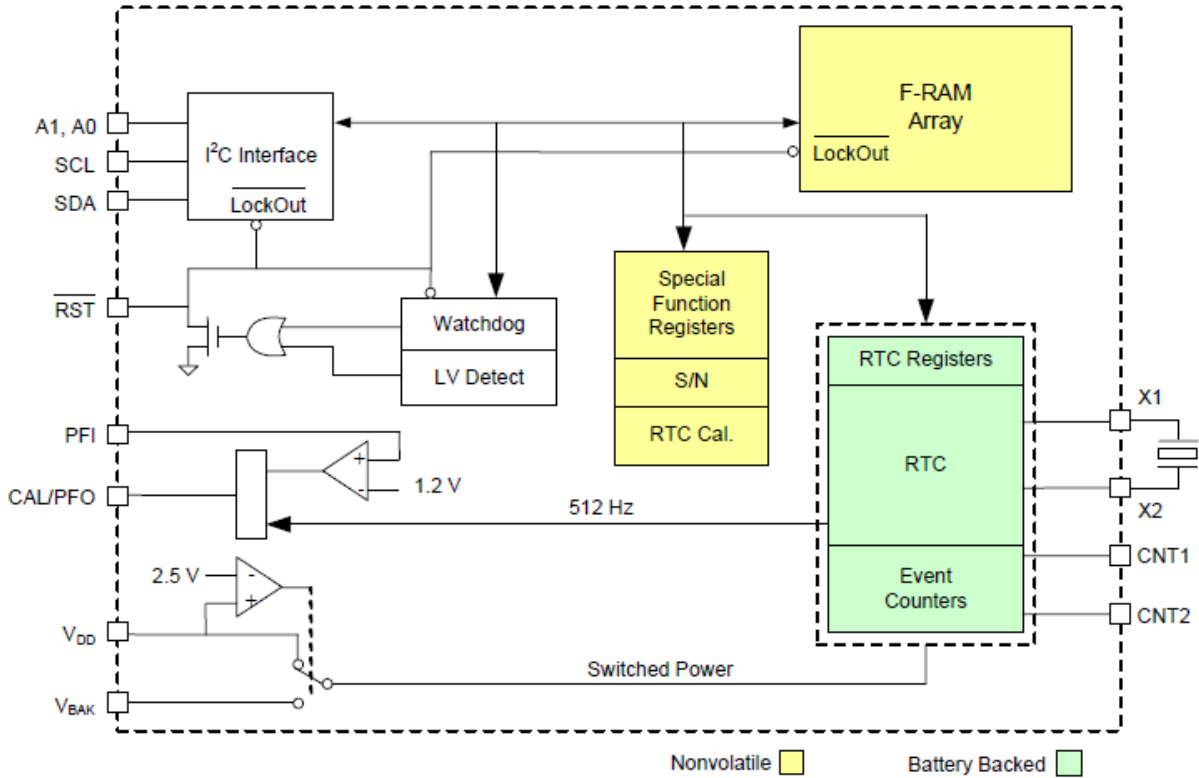 F-RAM
Array
LockOut
A1, A0
SCL
SDA
I²C Interface
LockOut
RST
Watchdog
LV Detect
Special
Function
Registers
S/N
RTC Cal.
RTC Registers
RTC
Event
Counters
X1
X2
CNT1
CNT2
PFI
CAL/PFO
+
-
1.2 V
512 Hz
2.5 V
-
+
VDD
VBAK
Switched Power
Nonvolatile
Battery Backed